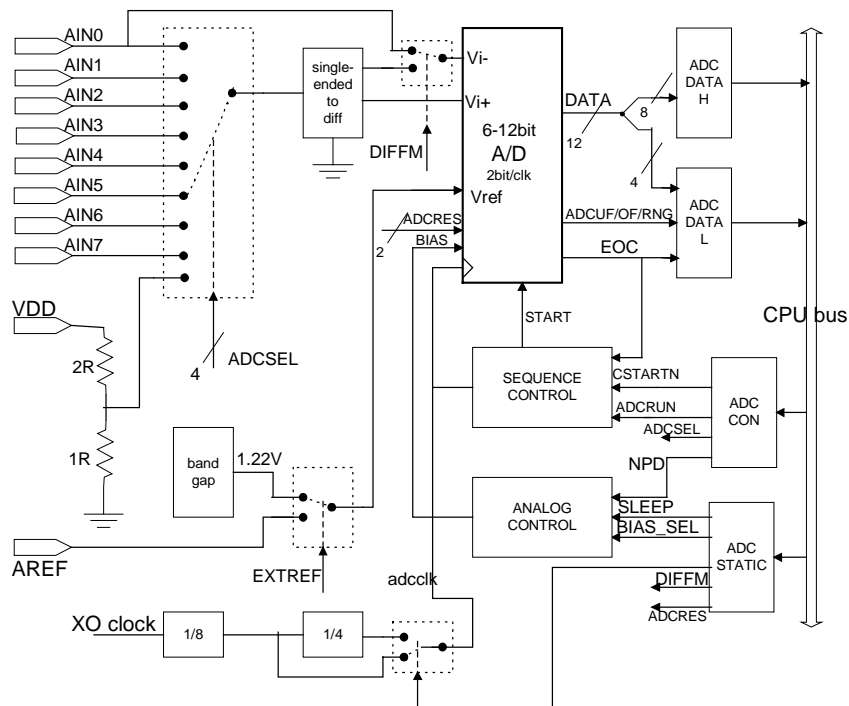 AIN0
AIN1
AIN2
AIN3
AIN4
AIN5
AIN6
AIN7
VDD
2R
1R
4
ADCSEL
single-
ended
to
diff
DIFFM
Vi-
Vi+
6-12bit
A/D
2bit/clk
Vref
ADCRES
2
BIAS
DATA
12
8
4
ADC
DATA
H
ADCUF/OF/RNG
ADC
DATA
L
EOC
CPU bus
START
SEQUENCE
CONTROL
CSTARTN
ADCRUN
ADCSEL
NPD
ADC
CON
band
gap
1.22V
AREF
EXTREF
ANALOG
CONTROL
SLEEP
BIAS_SEL
DIFFM
ADCRES
ADC
STATIC
adcclk
XO clock
1/8
1/4